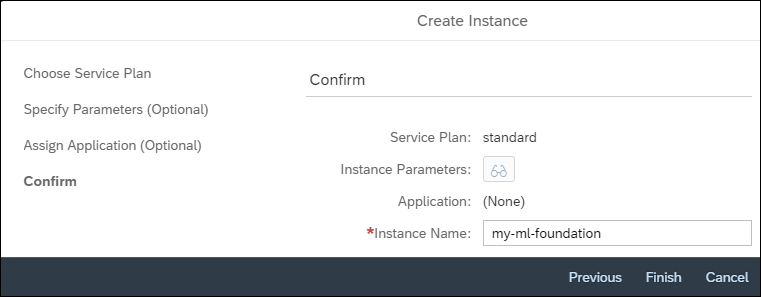 Create Instance
Choose Service Plan
Specify Parameters (Optional)
Assign Application (Optional)
Confirm
Confirm
Service Plan: standard
Instance Parameters:
Application: (None)
*Instance Name: my-ml-foundation
Previous Finish Cancel